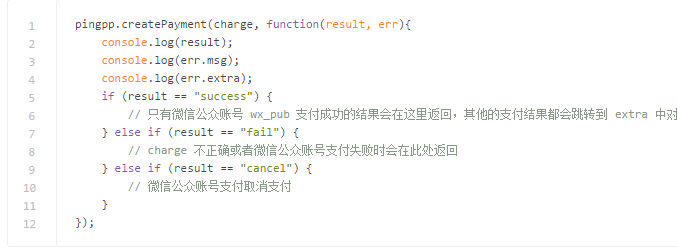 1 pingpp.createPayment(charge, function(result, err){
2 console.log(result);
3 console.log(err.msg);
4 console.log(err.extra);
5 if (result == "success") {
6 // 只有微信公众账号 wx_pub 支付成功的结果会在这里返回，其他的支付结果都会跳转到 extra 中对
7 } else if (result == "fail") {
8 // charge 不正确或者微信公众账号支付失败时会在此处返回
9 } else if (result == "cancel") {
10 // 微信公众账号支付取消支付
11 }
12 });